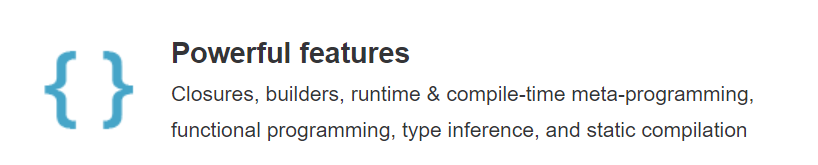 Powerful features
Closures, builders, runtime & compile-time meta-programming,
functional programming, type inference, and static compilation